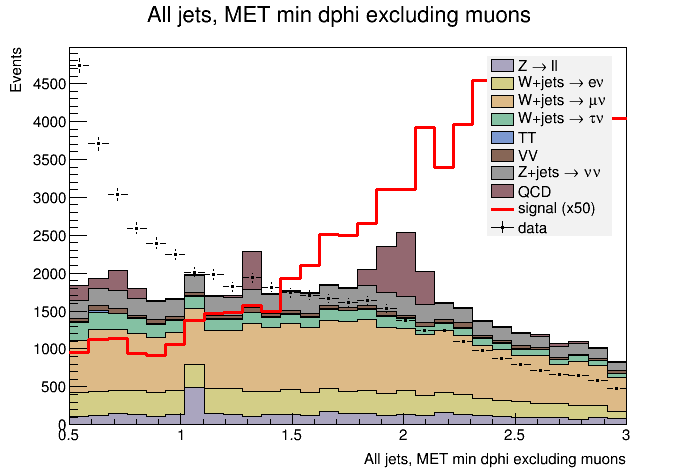 All jets, MET min dphi excluding muons
Events
4500
4000
3500
3000
2500
2000
1500
1000
500
0
0.5
1
1.5
2
2.5
3
All jets, MET min dphi excluding muons
Z → ll
W+jets → eν
W+jets → μν
W+jets → τν
TT
VV
Z+jets → νν
QCD
signal (x50)
data